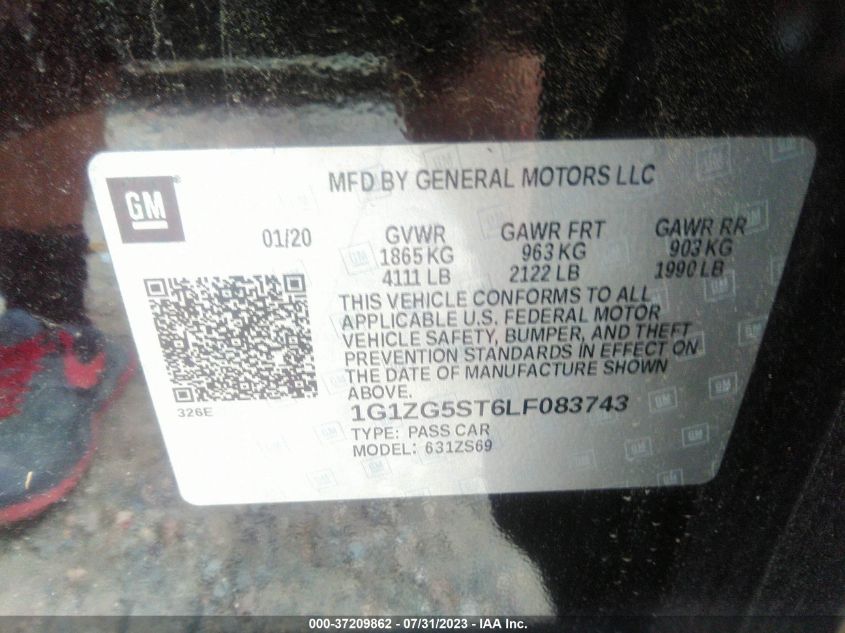 GM
MFD BY GENERAL MOTORS LLC
01/20 GVWR GAWR FRT GAWR RR
1865 KG 963 KG 903 KG
4111 LB 2122 LB 1990 LB
THIS VEHICLE CONFORMS TO ALL
APPLICABLE U.S. FEDERAL MOTOR
VEHICLE SAFETY, BUMPER, AND THEFT
PREVENTION STANDARDS IN EFFECT ON
THE DATE OF MANUFACTURE SHOWN
ABOVE.
326E
1G1ZG5ST6LF083743
TYPE: PASS CAR
MODEL: 631ZS69
000-37209862 - 07/31/2023 - IAA Inc.